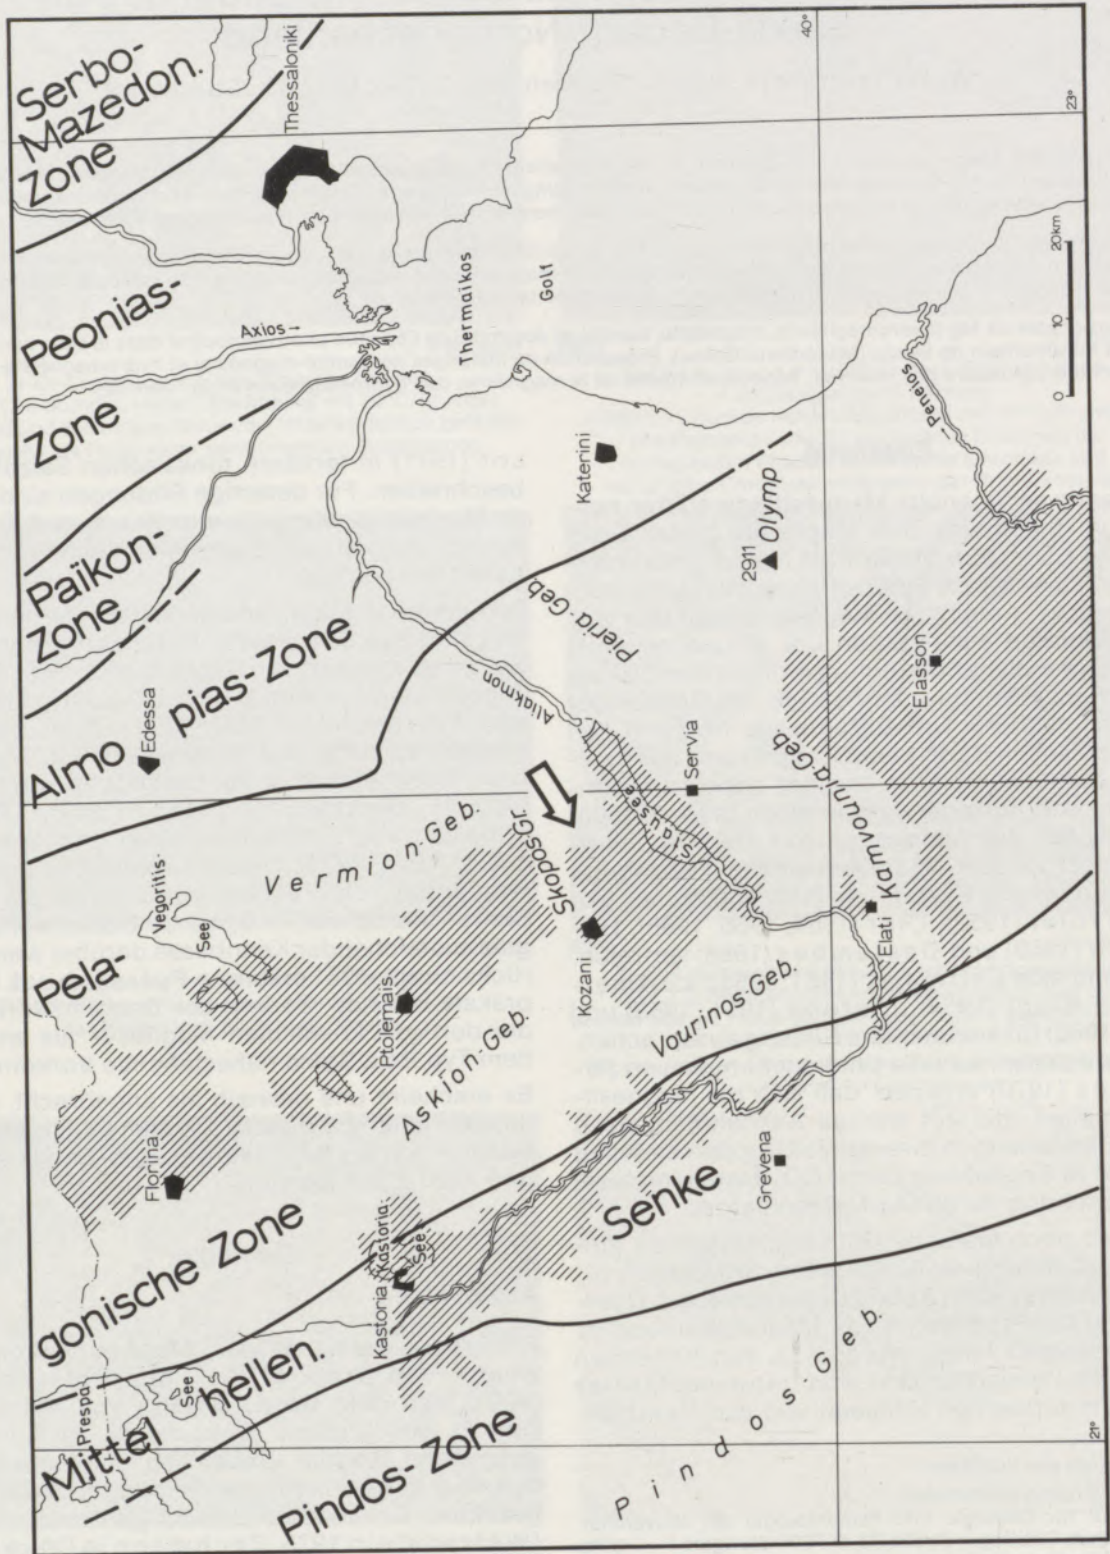 Serbo-
Mazedon.
Zone
Thessaloniki
40°
23°
Peonias-
Zone
Axios →
Thermaikos
Golf
0 10 20km
→ Peneios
Paikon-
Zone
Katerini
2911
Olymp
Almo pias-Zone
Edessa
Pieria-Geb.
Aliakmon →
Elasson
Servia
Stausee
Vegoritis-
See
Vermion-Geb.
Skopos Gr.
Kozani
Kamvounia-Geb.
Elati
Pela-
gonische Zone
Ptolemais
Askion-Geb.
Vourinos-Geb.
Florina
Kastoria
Kastoria
See
Grevena
Prespa
See
Mittel hellen.
Senke
Pindos-Zone
Pindos-Geb.
21°